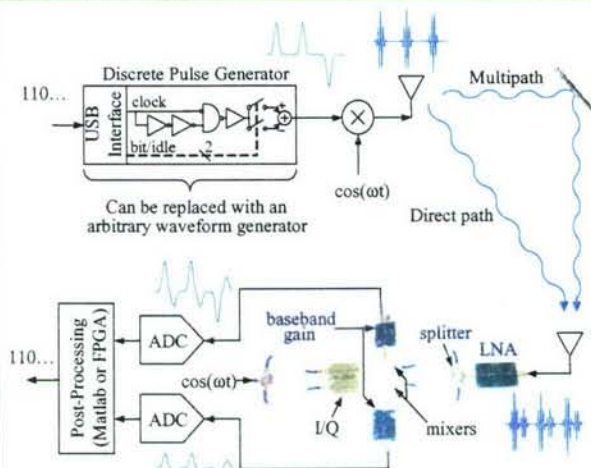 Discrete Pulse Generator
110...
USB
Interface
clock
bit/idle
2
cos(ωt)
Multipath
Direct path
Can be replaced with an
arbitrary waveform generator
110...
Post-Processing
(Matlab or FPGA)
ADC
ADC
cos(ωt)
baseband
gain
I/Q
splitter
mixers
LNA